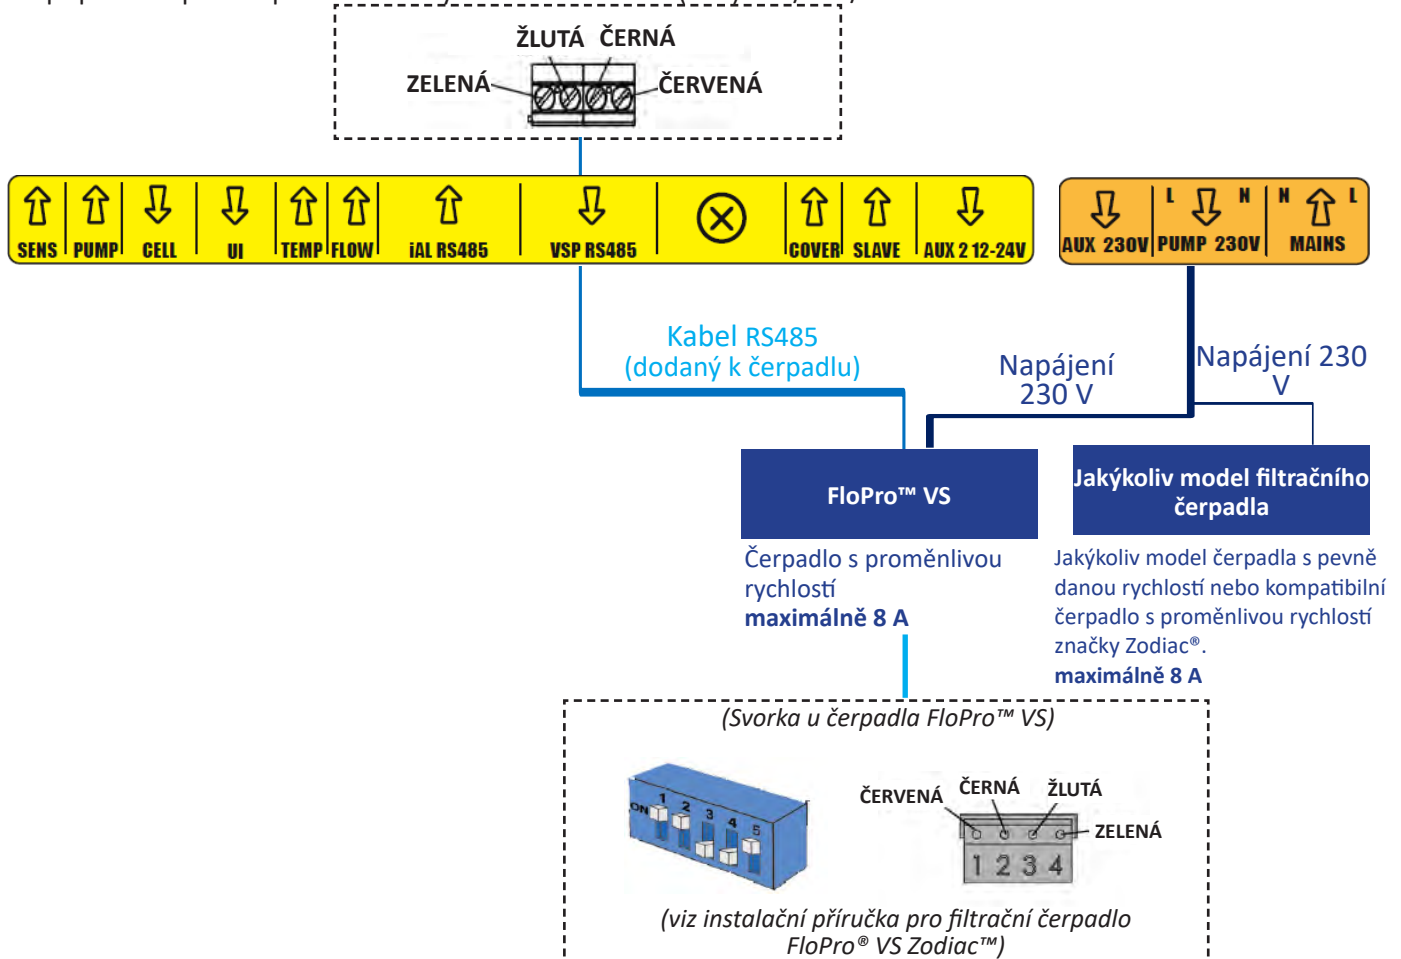 ŽLUTÁ ČERNÁ
ZELENÁ
ČERVENÁ
SENS PUMP CELL UI TEMP FLOW iAL RS485 VSP RS485 COVER SLAVE AUX 2 12-24V
L N N L
AUX 230V PUMP 230V MAINS
Kabel RS485
(dodaný k čerpadlu)
Napájení
230 V
Napájení 230
V
FloPro™ VS
Jakýkoliv model filtračního
čerpadla
Čerpadlo s proměnlivou
rychlostí
maximálně 8 A
Jakýkoliv model čerpadla s pevně
danou rychlostí nebo kompatibilní
čerpadlo s proměnlivou rychlostí
značky Zodiac®.
maximálně 8 A
(Svorka u čerpadla FloPro™ VS)
ON 1 2 3 4 5
ČERVENÁ ČERNÁ ŽLUTÁ
ZELENÁ
1 2 3 4
(viz instalační příručka pro filtrační čerpadlo
FloPro® VS Zodiac™)